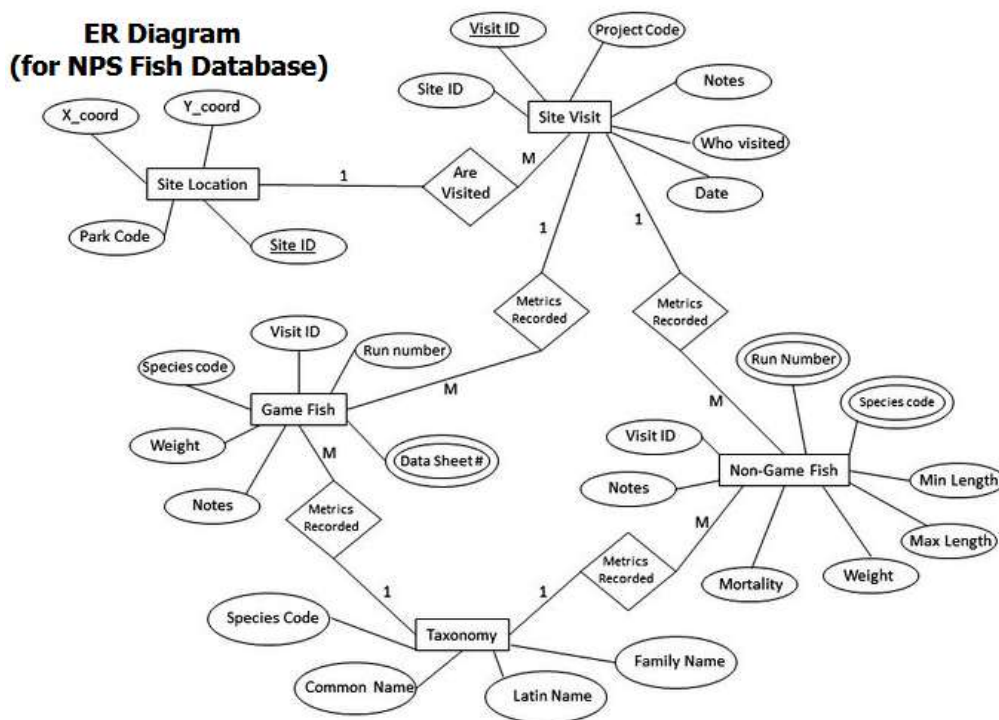 ER Diagram
(for NPS Fish Database)
Visit ID
Project Code
Site ID
Notes
X_coord
Y_coord
Site Visit
Who visited
Are
Visited
1
M
Site Location
Date
Park Code
Site ID
1
1
Metrics
Recorded
Metrics
Recorded
Visit ID
Run number
Run Number
Species code
M
M
Species code
Game Fish
Visit ID
Weight
M
Data Sheet #
Non-Game Fish
Min Length
Notes
Notes
Metrics
Recorded
M
Max Length
Metrics
Recorded
Mortality
Weight
1
1
Species Code
Taxonomy
Family Name
Common Name
Latin Name